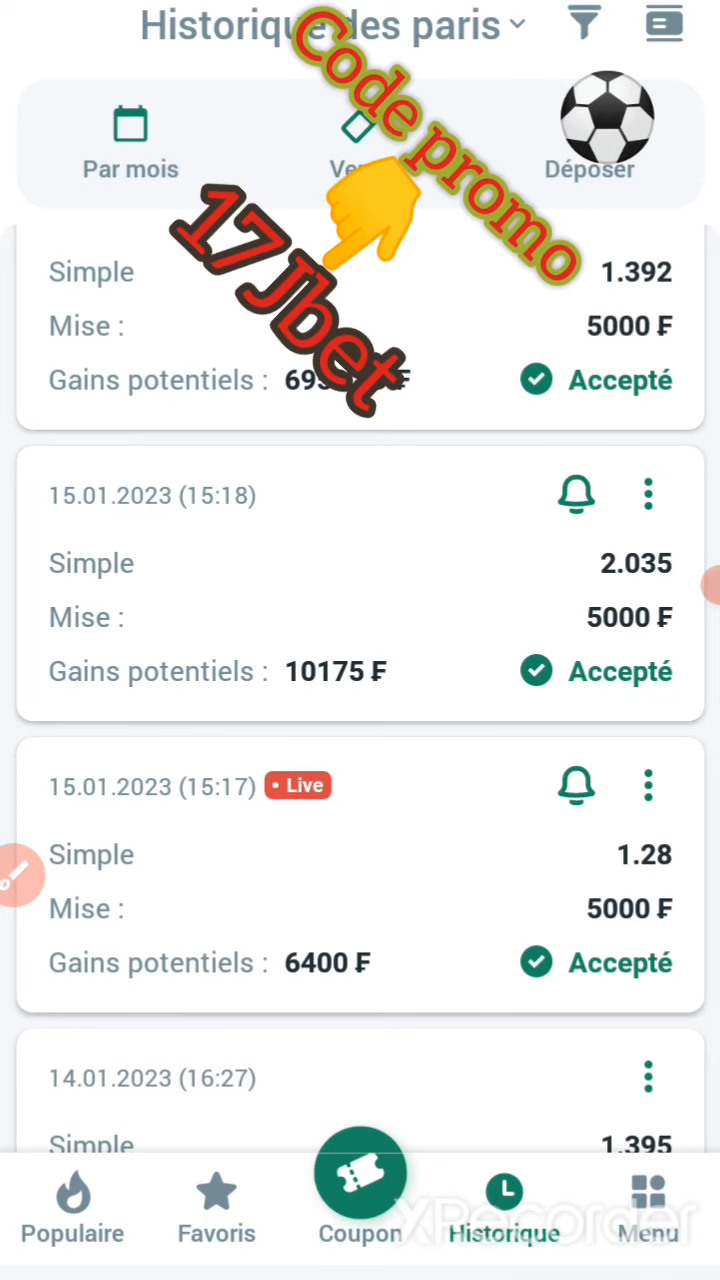 Historique des paris
Code promo
Par mois
Déposer
17Jbet
Simple
1.392
Mise :
5000 ₣
Gains potentiels :
Accepté
15.01.2023 (15:18)
Simple
2.035
Mise :
5000 ₣
Gains potentiels : 10175 ₣
Accepté
15.01.2023 (15:17)
• Live
Simple
1.28
Mise :
5000 ₣
Gains potentiels : 6400 ₣
Accepté
14.01.2023 (16:27)
Simple
1.395
Populaire
Favoris
Coupon
Historique
Menu
XRecorder